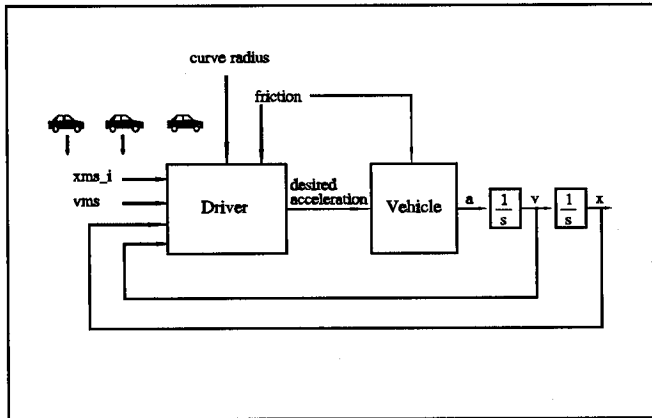 curve radius
friction
xms_i
vms
Driver
desired
acceleration
Vehicle
a
1
s
v
1
s
x